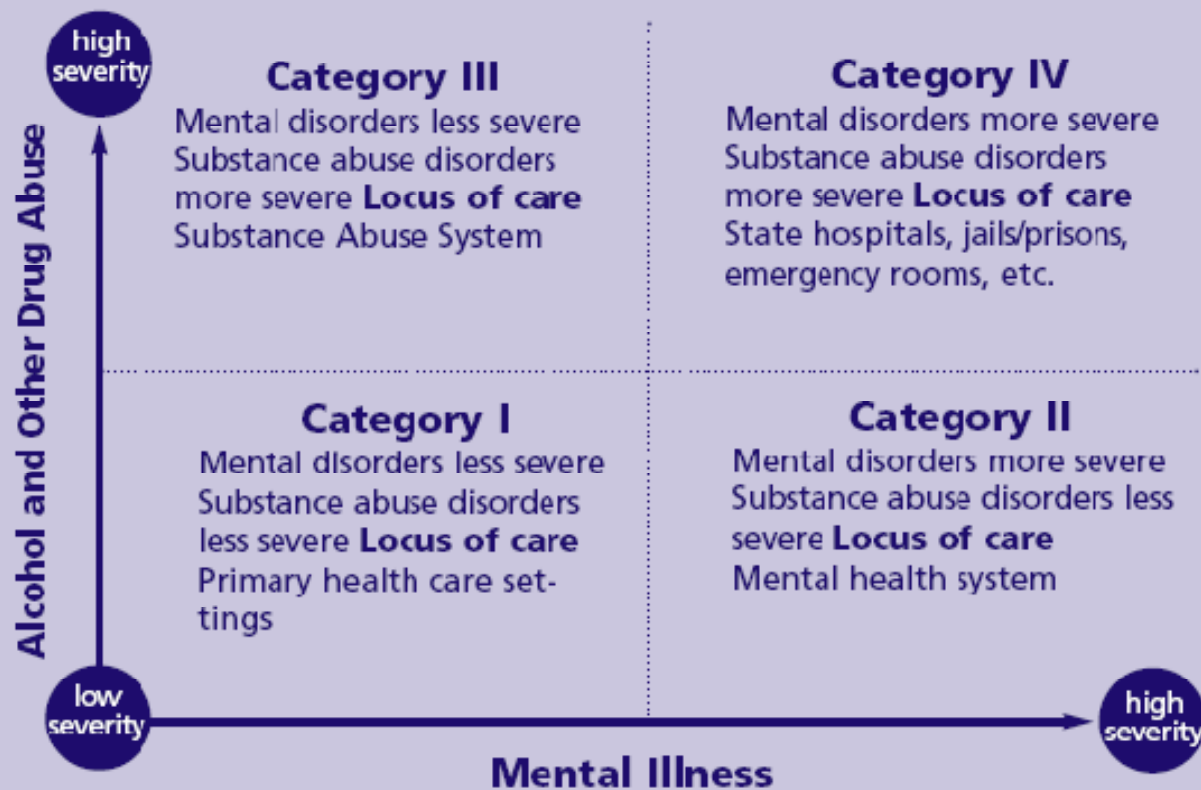 high
severity
Category III
Mental disorders less severe
Substance abuse disorders
more severe Locus of care
Substance Abuse System
Category IV
Mental disorders more severe
Substance abuse disorders
more severe Locus of care
State hospitals, jails/prisons,
emergency rooms, etc.
Alcohol and Other Drug Abuse
Category I
Mental disorders less severe
Substance abuse disorders
less severe Locus of care
Primary health care set-
tings
Category II
Mental disorders more severe
Substance abuse disorders less
severe Locus of care
Mental health system
low
severity
high
severity
Mental Illness